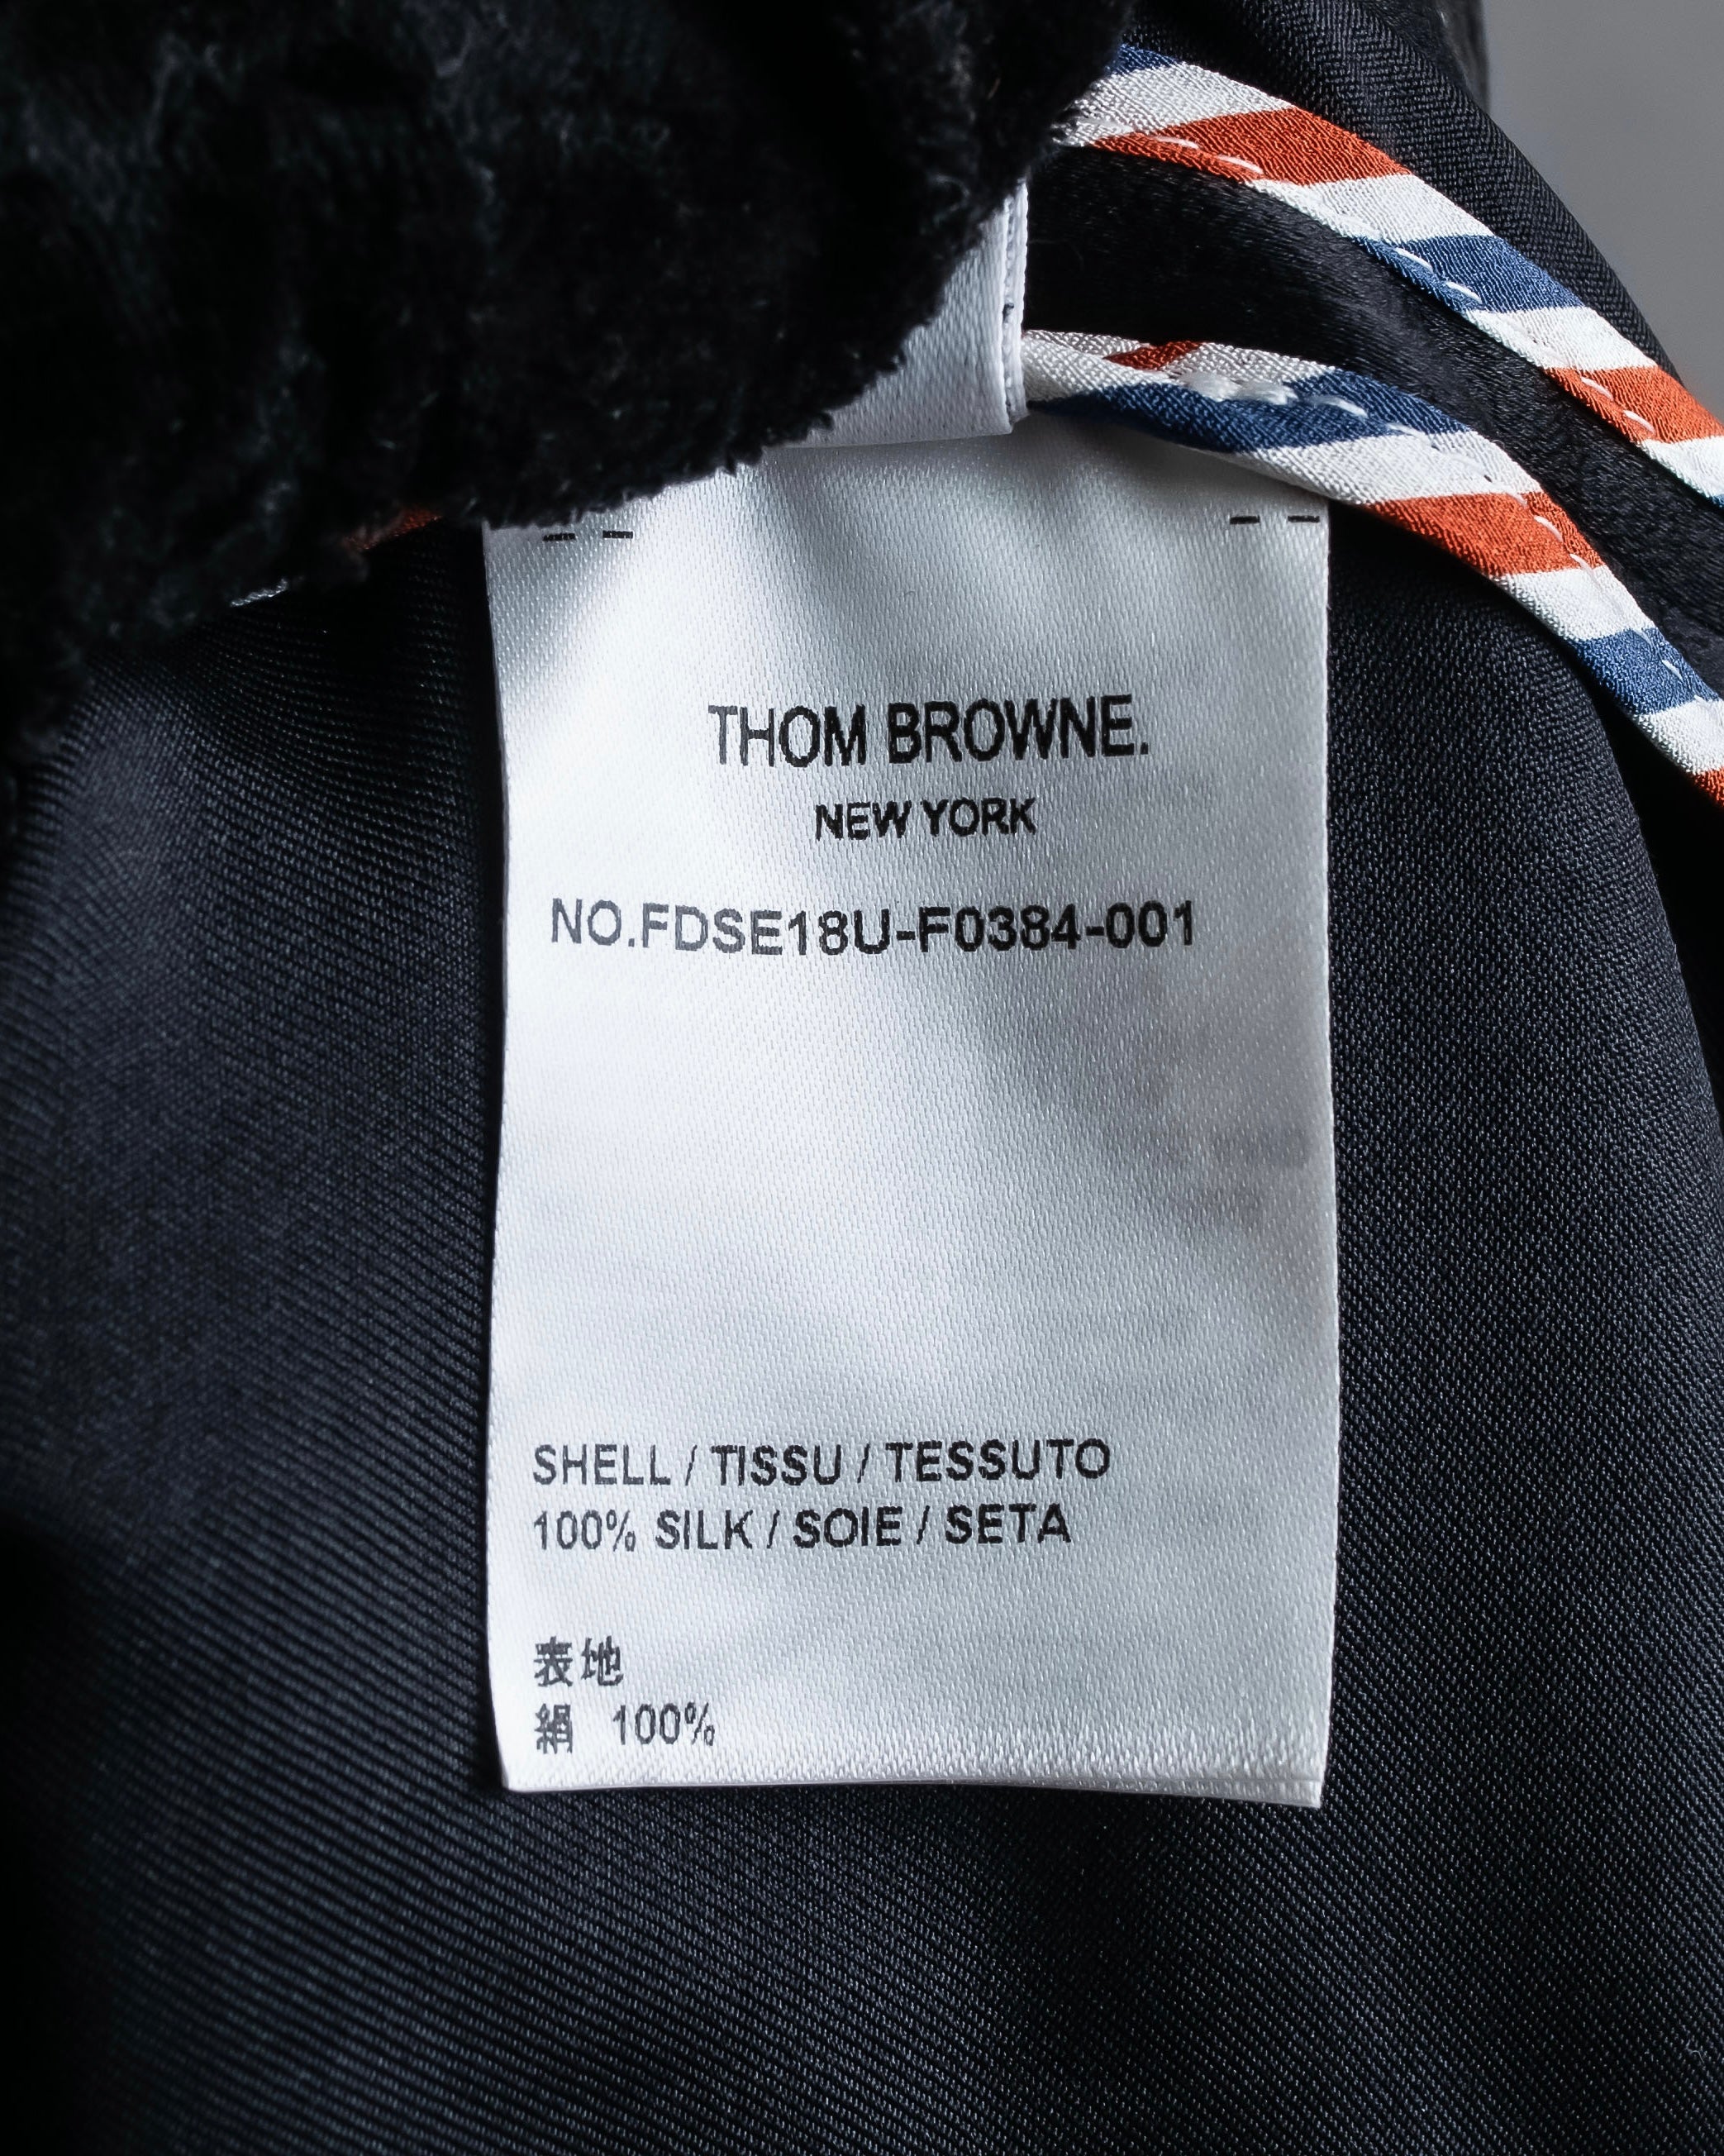 THOM BROWNE.
NEW YORK
NO.FDSE18U-F0384-001
SHELL / TISSU / TESSUTO
100% SILK / SOIE / SETA
表地
絹 100%